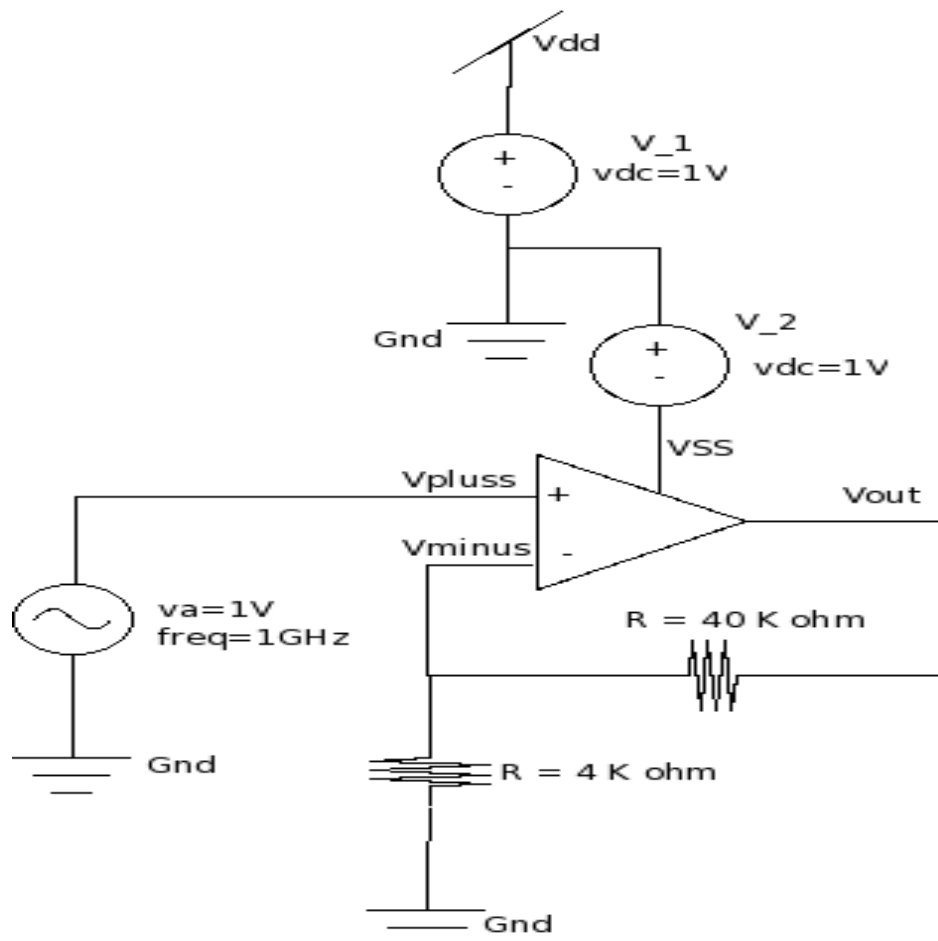 Vdd
+
-
V_1
vdc=1V
Gnd
+
-
V_2
vdc=1V
VSS
Vpluss
+
Vout
Vminus
-
va=1V
freq=1GHz
R = 40 K ohm
Gnd
R = 4 K ohm
Gnd